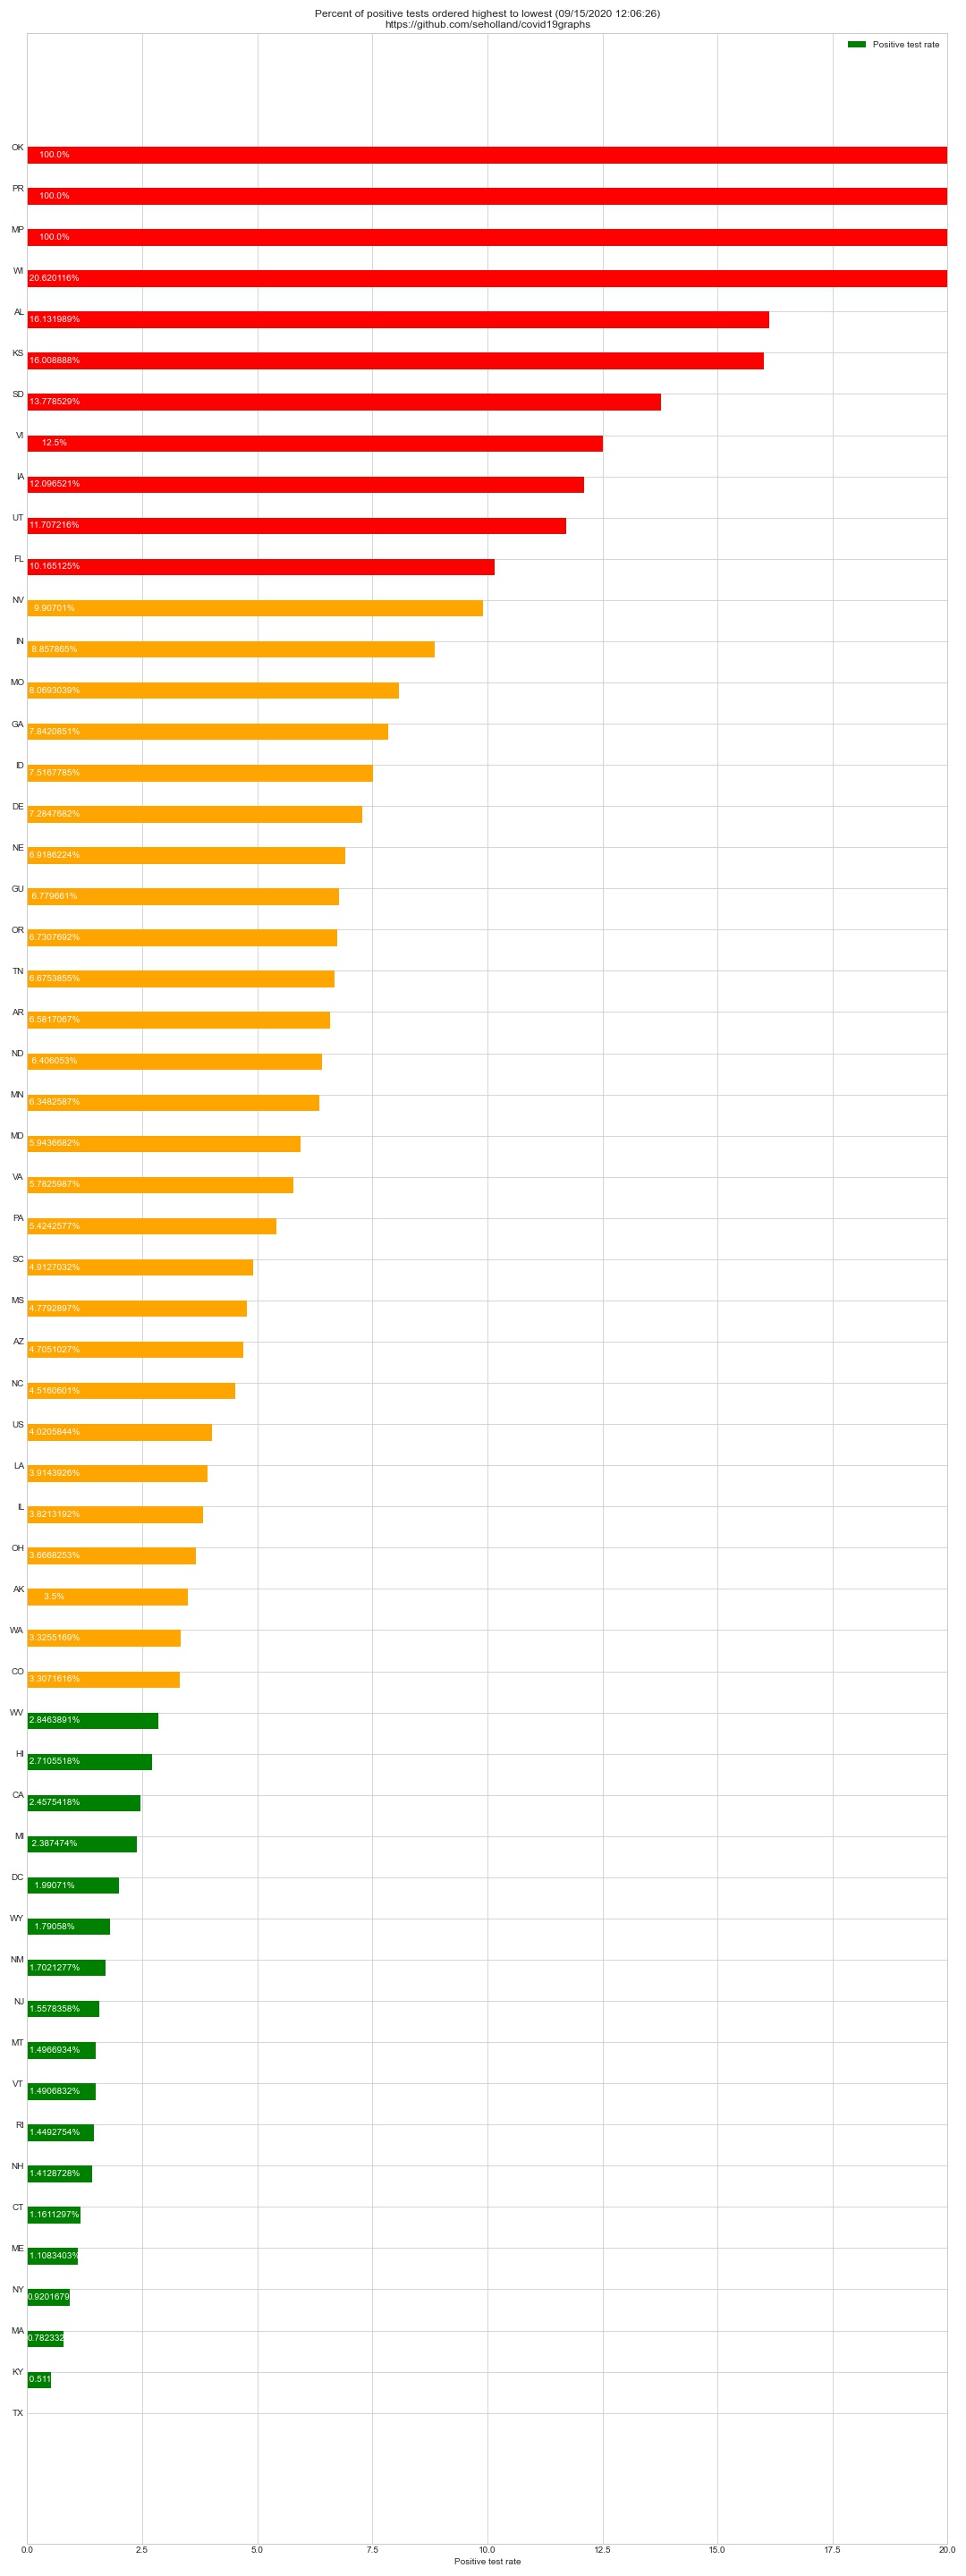 Percent of positive tests ordered highest to lowest (09/15/2020 12:06:26)
https://github.com/seholland/covid19graphs
Positive test rate
OK 100.0%
PR 100.0%
MP 100.0%
WI 20.620116%
AL 16.131989%
KS 16.008888%
SD 13.778529%
VI 12.5%
IA 12.096521%
UT 11.707216%
FL 10.165125%
NV 9.90701%
IN 8.857865%
MO 8.0693039%
GA 7.8420851%
ID 7.5167785%
DE 7.2847682%
NE 6.9186224%
GU 6.779661%
OR 6.7307692%
TN 6.6753855%
AR 6.5817067%
ND 6.406053%
MN 6.3482587%
MD 5.9436682%
VA 5.7825987%
PA 5.4242577%
SC 4.9127032%
MS 4.7792897%
AZ 4.7051027%
NC 4.5160601%
US 4.0205844%
LA 3.9143926%
IL 3.8213192%
OH 3.6668253%
AK 3.5%
WA 3.3255169%
CO 3.3071616%
WV 2.8463891%
HI 2.7105518%
CA 2.4575418%
MI 2.387474%
DC 1.99071%
WY 1.79058%
NM 1.7021277%
NJ 1.5578358%
MT 1.4966934%
VT 1.4906832%
RI 1.4492754%
NH 1.4128728%
CT 1.1611297%
ME 1.1083403%
NY 0.9201679
MA 0.782332
KY 0.511
TX
0.0 2.5 5.0 7.5 10.0 12.5 15.0 17.5 20.0
Positive test rate